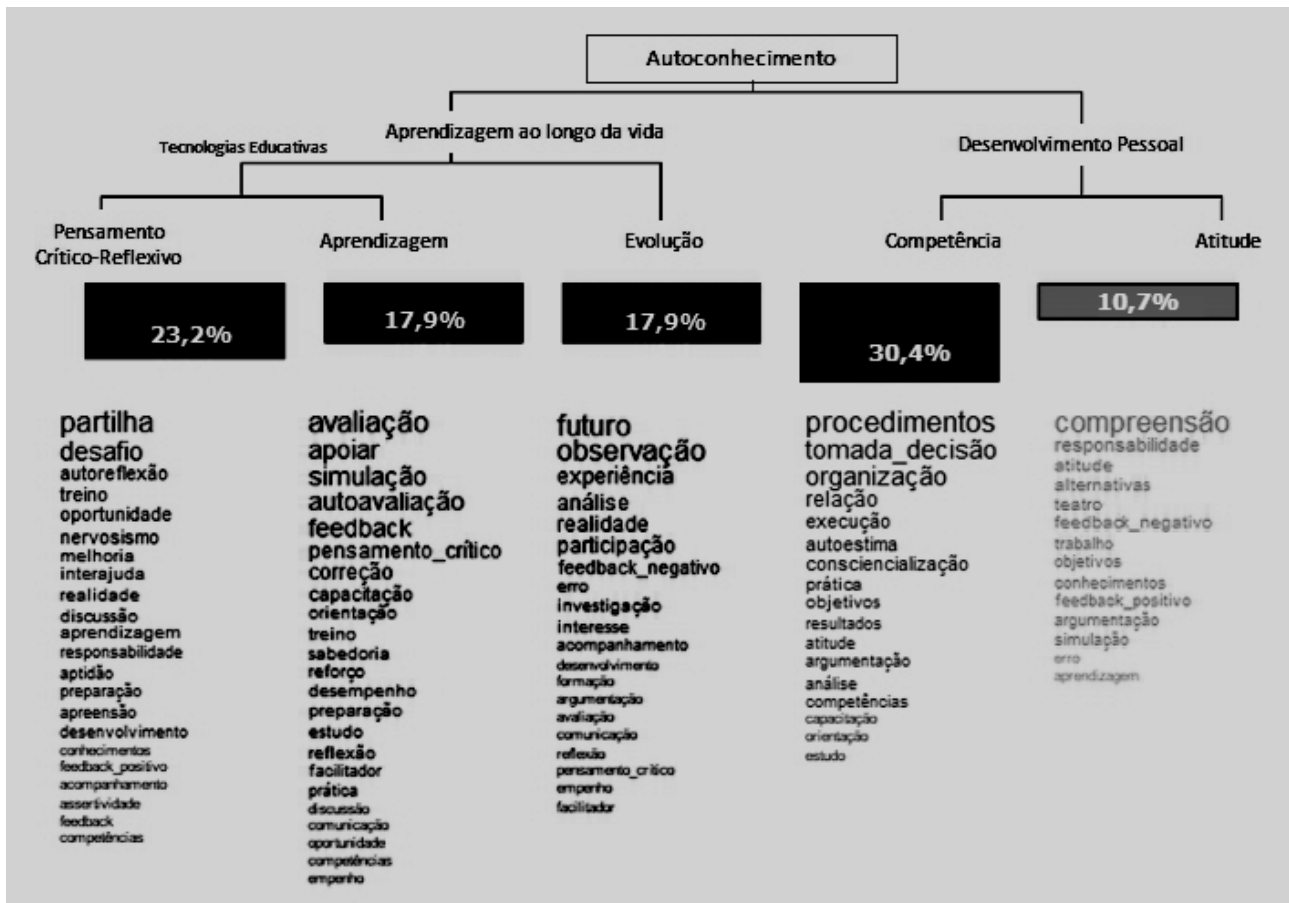 Autoconhecimento
Aprendizagem ao longo da vida
Tecnologias Educativas
Desenvolvimento Pessoal
Pensamento
Crítico-Reflexivo
Aprendizagem
Evolução
Competência
Atitude
23,2%
17,9%
17,9%
30,4%
10,7%
partilha
desafio
autoreflexão
treino
oportunidade
nervosismo
melhoria
interajuda
realidade
discussão
aprendizagem
responsabilidade
aptidão
preparação
apreensão
desenvolvimento
conhecimentos
feedback_positivo
acompanhamento
assertividade
feedback
competências
avaliação
apoiar
simulação
autoavaliação
feedback
pensamento_crítico
correção
capacitação
orientação
treino
sabedoria
reforço
desempenho
preparação
estudo
reflexão
facilitador
prática
discussão
comunicação
oportunidade
competências
empenho
futuro
observação
experiência
análise
realidade
participação
feedback_negativo
erro
investigação
interesse
acompanhamento
desenvolvimento
formação
argumentação
avaliação
comunicação
reflexão
pensamento_crítico
empenho
facilitador
procedimentos
tomada_decisão
organização
relação
execução
autoestima
consciencialização
prática
objetivos
resultados
atitude
argumentação
análise
competências
capacitação
orientação
estudo
compreensão
responsabilidade
atitude
alternativas
teatro
feedback_negativo
trabalho
objetivos
conhecimentos
feedback_positivo
argumentação
simulação
erro
aprendizagem